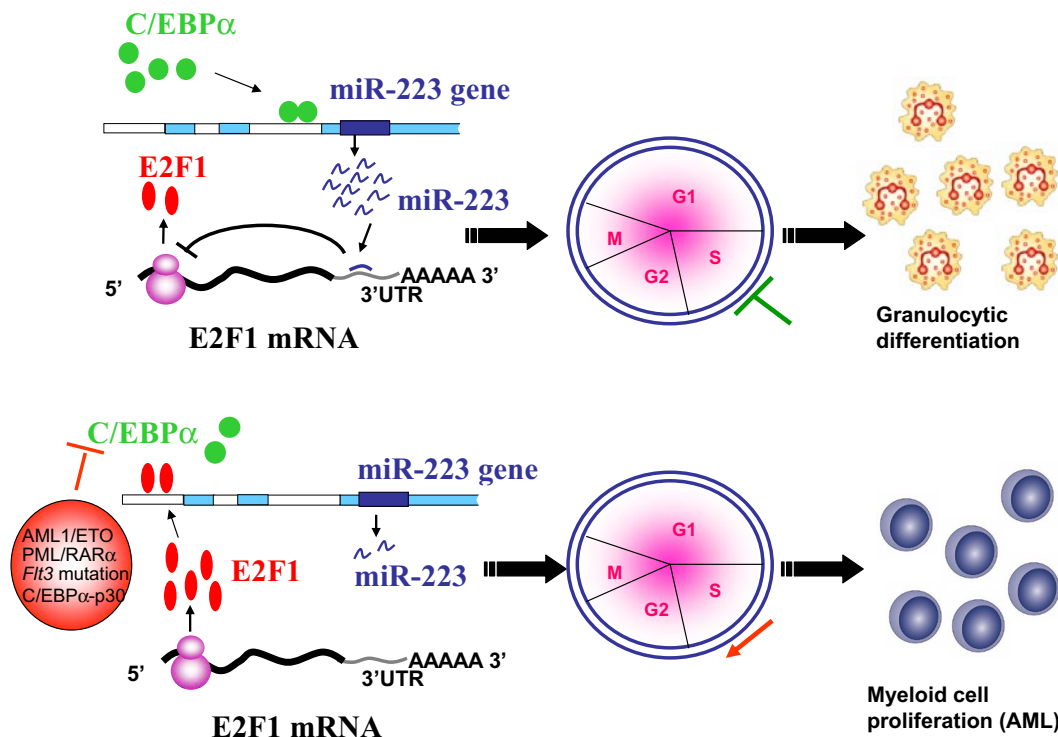 C/EBPα
miR-223 gene
E2F1
miR-223
5’
AAAAA 3’
3’UTR
E2F1 mRNA
G1
M
S
G2
Granulocytic
differentiation
C/EBPα
miR-223 gene
AML1/ETO
PML/RARα
Flt3 mutation
C/EBPα-p30
E2F1
miR-223
5’
AAAAA 3’
3’UTR
E2F1 mRNA
G1
M
S
G2
Myeloid cell
proliferation (AML)